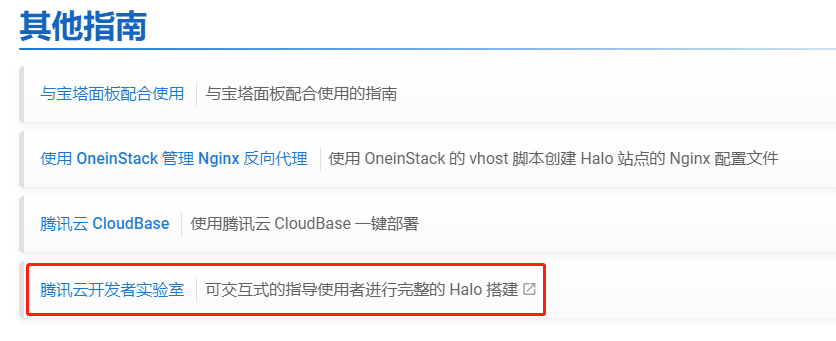 其他指南
与宝塔面板配合使用 与宝塔面板配合使用的指南
使用 OneinStack 管理 Nginx 反向代理 使用 OneinStack 的 vhost 脚本创建 Halo 站点的 Nginx 配置文件
腾讯云 CloudBase 使用腾讯云 CloudBase 一键部署
腾讯云开发者实验室 可交互式的指导使用者进行完整的 Halo 搭建